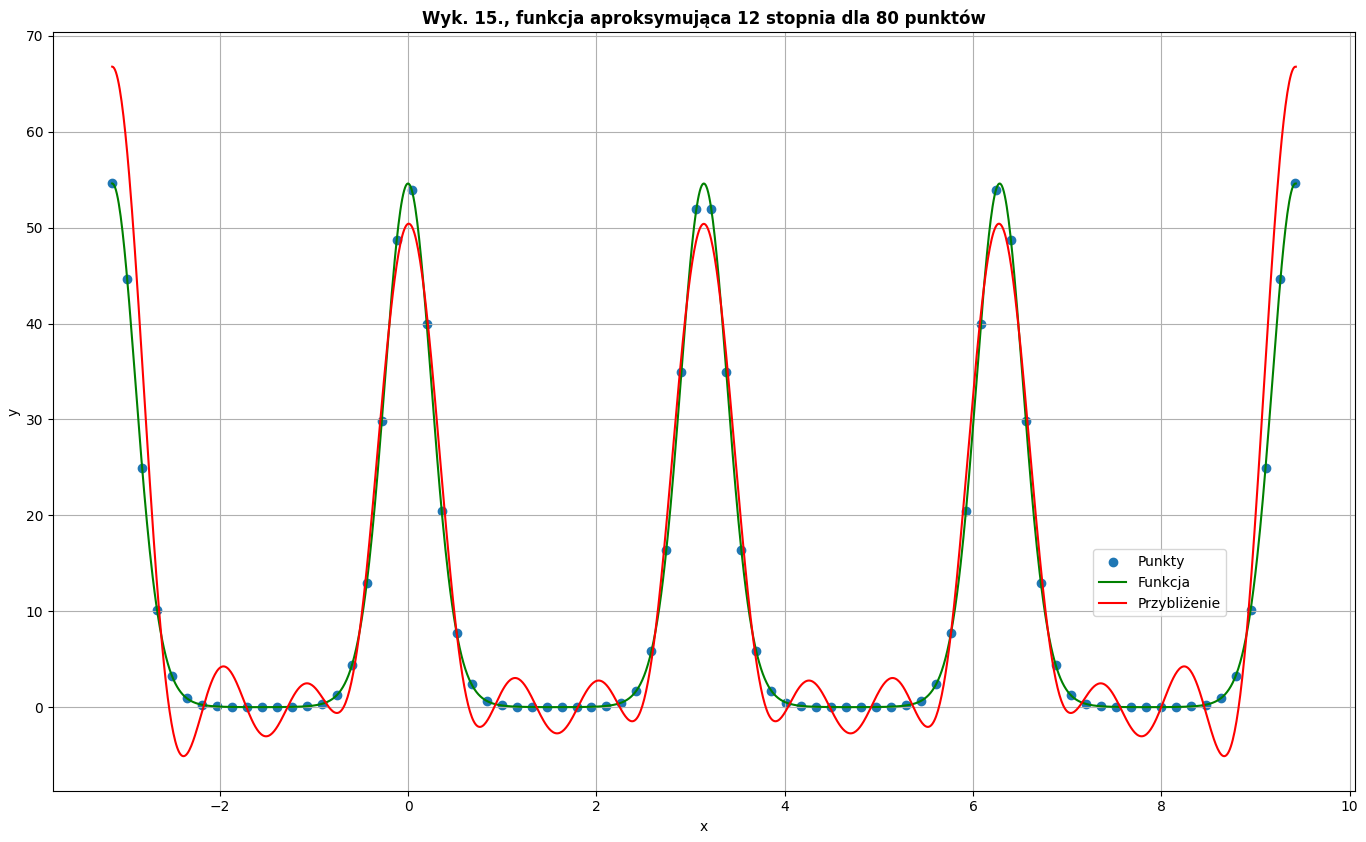 Wyk. 15., funkcja aproksymująca 12 stopnia dla 80 punktów
70
60
50
40
30
20
10
0
y
Punkty
Funkcja
Przybliżenie
−2 0 2 4 6 8 10
x